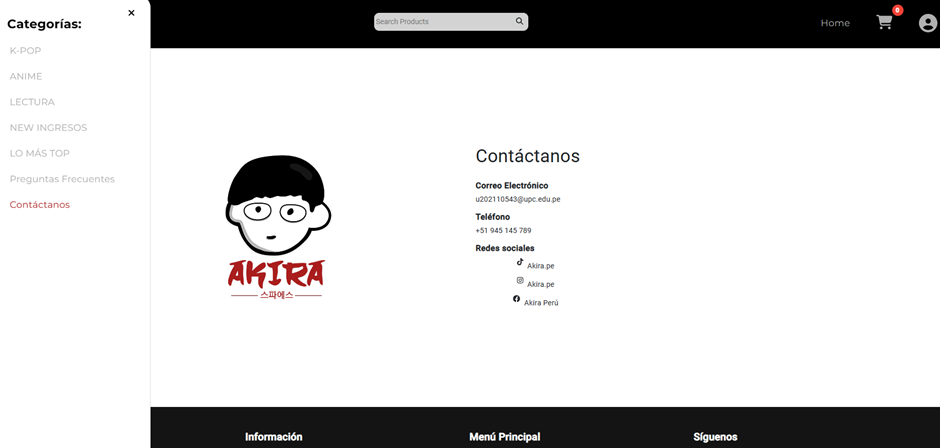 Categorías:
K-POP
ANIME
LECTURA
NEW INGRESOS
LO MÁS TOP
Preguntas Frecuentes
Contáctanos
Search Products
Home
0
AKIRA
스파에스
Contáctanos
Correo Electrónico
u202110543@upc.edu.pe
Teléfono
+51 945 145 789
Redes sociales
Akira.pe
Akira.pe
Akira Perú
Información
Menú Principal
Síguenos